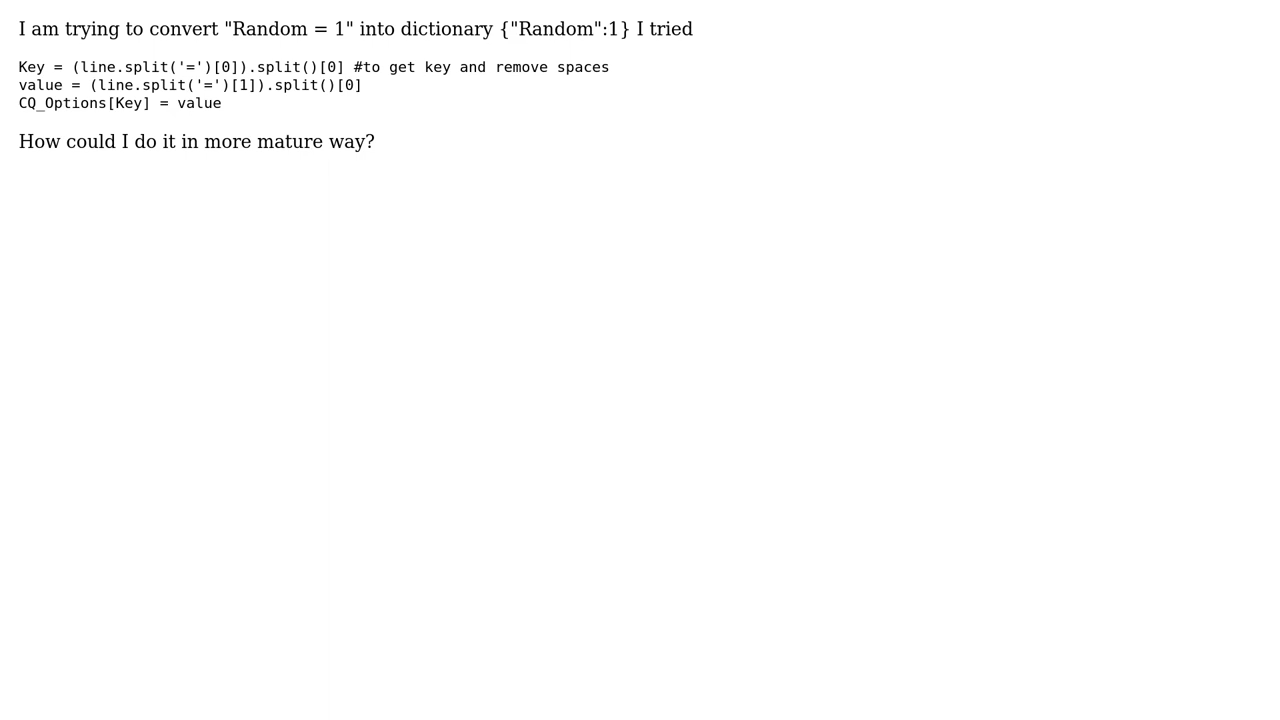 I am trying to convert "Random = 1" into dictionary {"Random":1} I tried
Key = (line.split('=')[0]).split()[0] #to get key and remove spaces
value = (line.split('=')[1]).split()[0]
CQ_Options[Key] = value
How could I do it in more mature way?